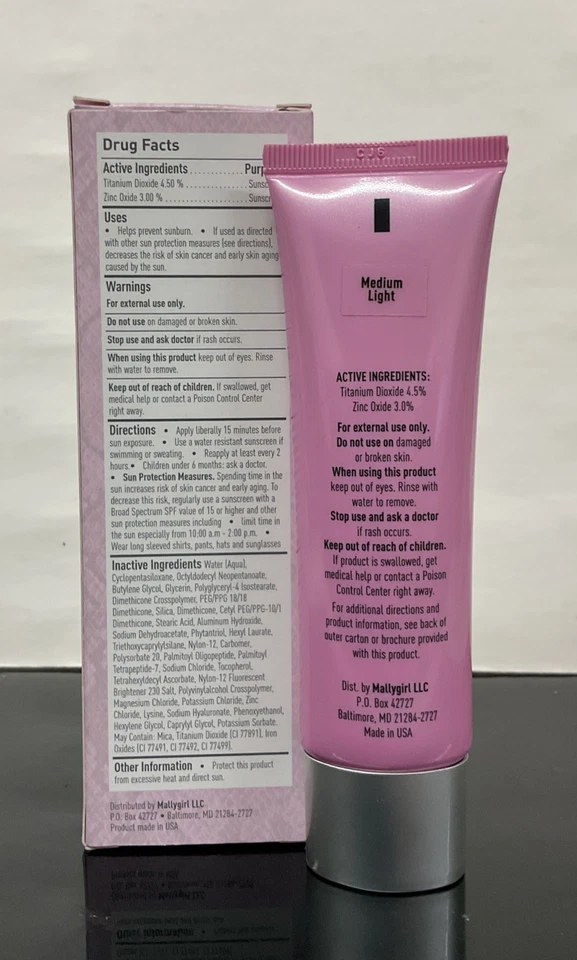 Drug Facts
Active Ingredients ..................
Titanium Dioxide 4.50 % ..................
Zinc Oxide 3.00 % ..................
Uses
• Helps prevent sunburn. • If used as directed
with other sun protection measures (see directions),
decreases the risk of skin cancer and early skin aging
caused by the sun.
Warnings
For external use only.
Do not use on damaged or broken skin.
Stop use and ask doctor if rash occurs.
When using this product keep out of eyes. Rinse
with water to remove.
Keep out of reach of children. If swallowed, get
medical help or contact a Poison Control Center
right away.
Directions • Apply liberally 15 minutes before
sun exposure. • Use a water resistant sunscreen if
swimming or sweating. • Reapply at least every 2
hours. • Children under 6 months: ask a doctor.
• Sun Protection Measures. Spending time in the
sun increases risk of skin cancer and early aging. To
decrease this risk, regularly use a sunscreen with a
Broad Spectrum SPF value of 15 or higher and other
sun protection measures including • limit time in
the sun especially from 10:00 a.m - 2:00 p.m. •
Wear long sleeved shirts, pants, hats and sunglasses
Inactive Ingredients Water (Aqua),
Cyclopentasiloxane, Octyldodecyl Neopentanoate,
Butylene Glycol, Glycerin, Polyglyceryl-4 Isostearate,
Dimethicone Crosspolymer, PEG/PPG 18/18
Dimethicone, Silica, Dimethicone, Cetyl PEG/PPG-10/1
Dimethicone, Stearic Acid, Aluminum Hydroxide,
Sodium Dehydroacetate, Phytantriol, Hexyl Laurate,
Triethoxycaprylylsilane, Nylon-12, Carbomer,
Polysorbate 20, Palmitoyl Oligopeptide, Palmitoyl
Tetrapeptide-7, Sodium Chloride, Tocopherol,
Tetrahexyldecyl Ascorbate, Nylon-12 Fluorescent
Brightener 230 Salt, Polyvinylalcohol Crosspolymer,
Magnesium Chloride, Potassium Chloride, Zinc
Chloride, Lysine, Sodium Hyaluronate, Phenoxyethanol,
Hexylene Glycol, Caprylyl Glycol, Potassium Sorbate.
May Contain: Mica, Titanium Dioxide (CI 77891), Iron
Oxides (CI 77491, CI 77492, CI 77499).
Other Information • Protect this product
from excessive heat and direct sun.
Distributed by Mallygirl LLC
P.O. Box 42727 • Baltimore, MD 21284-2727
Product made in USA
Medium
Light
ACTIVE INGREDIENTS:
Titanium Dioxide 4.5%
Zinc Oxide 3.0%
For external use only.
Do not use on damaged
or broken skin.
When using this product
keep out of eyes. Rinse with
water to remove.
Stop use and ask a doctor
if rash occurs.
Keep out of reach of children.
If product is swallowed, get
medical help or contact a Poison
Control Center right away.
For additional directions and
product information, see back of
outer carton or brochure provided
with this product.
Dist. by Mallygirl LLC
P.O. Box 42727
Baltimore, MD 21284-2727
Made in USA